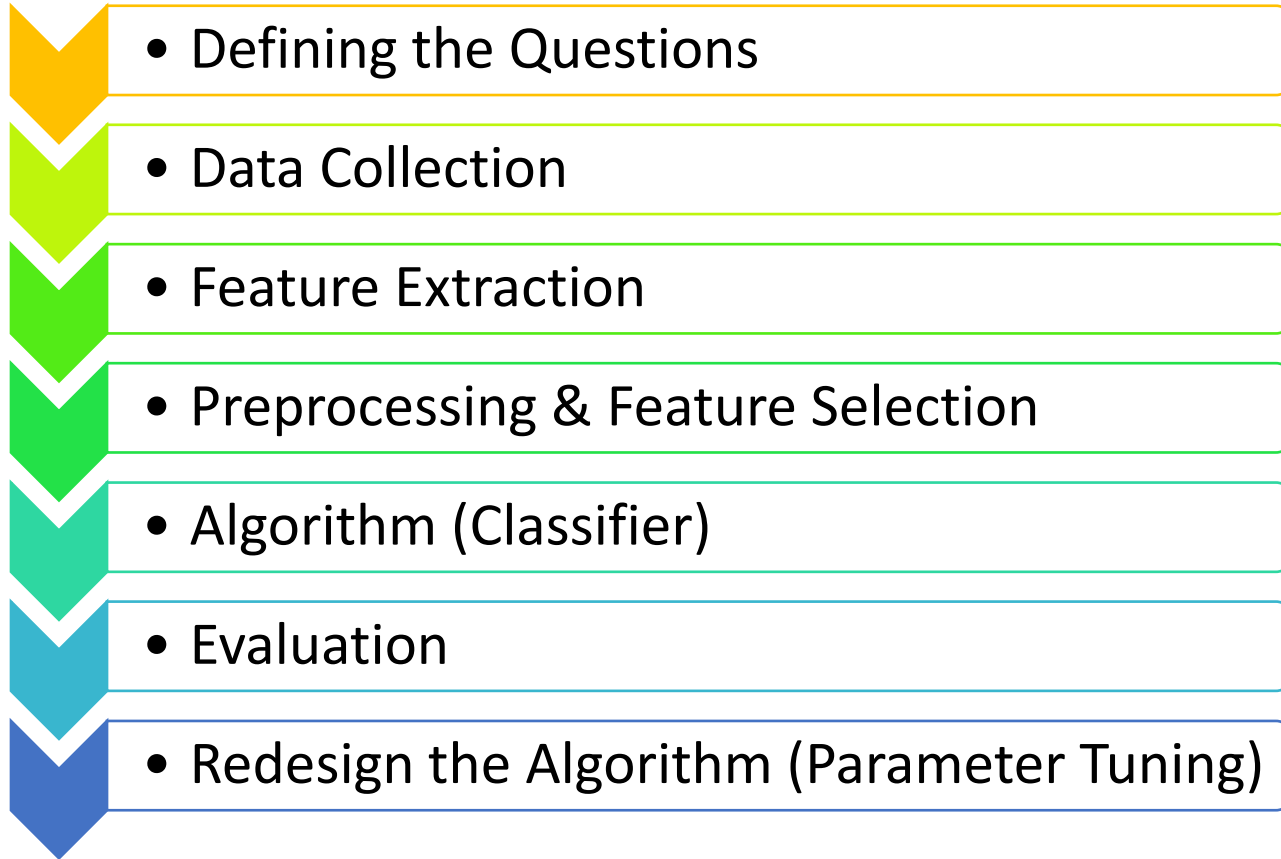 • Defining the Questions
• Data Collection
• Feature Extraction
• Preprocessing & Feature Selection
• Algorithm (Classifier)
• Evaluation
• Redesign the Algorithm (Parameter Tuning)